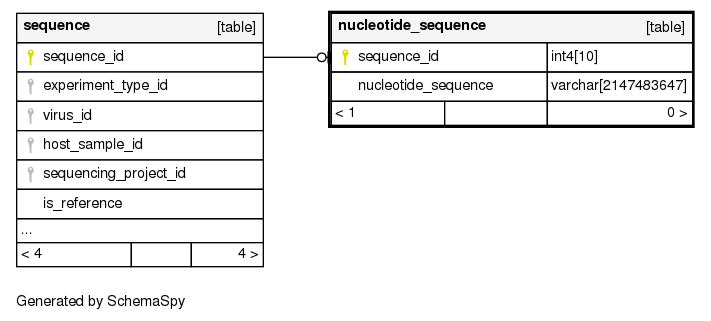 sequence [table]
sequence_id
experiment_type_id
virus_id
host_sample_id
sequencing_project_id
is_reference
...
< 4 4 >
nucleotide_sequence [table]
sequence_id int4[10]
nucleotide_sequence varchar[2147483647]
< 1 0 >
Generated by SchemaSpy